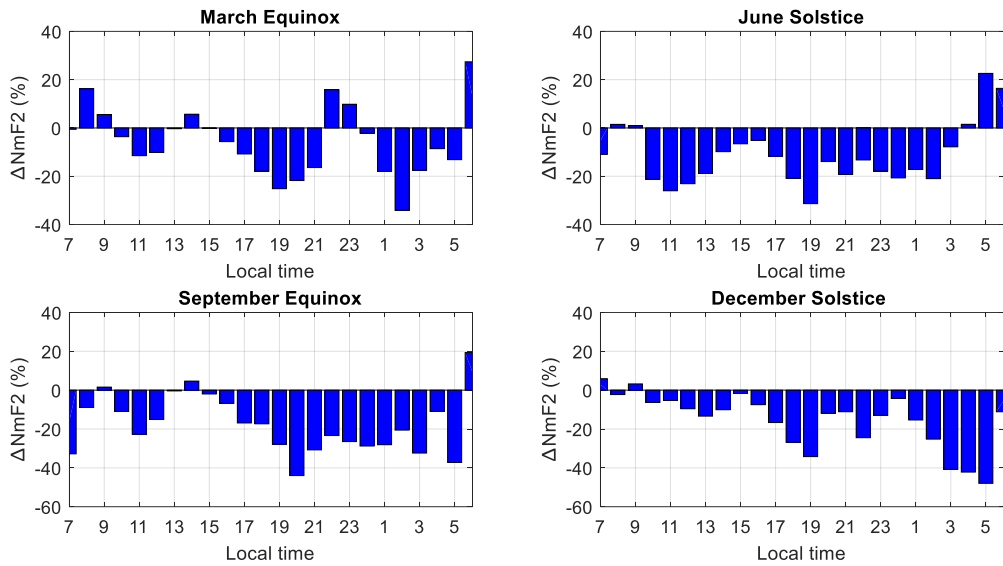 March Equinox
ΔNmF2 (%)
40
20
0
-20
-40
7 9 11 13 15 17 19 21 23 1 3 5
Local time
June Solstice
ΔNmF2 (%)
40
20
0
-20
-40
7 9 11 13 15 17 19 21 23 1 3 5
Local time
September Equinox
ΔNmF2 (%)
40
20
0
-20
-40
-60
7 9 11 13 15 17 19 21 23 1 3 5
Local time
December Solstice
ΔNmF2 (%)
40
20
0
-20
-40
-60
7 9 11 13 15 17 19 21 23 1 3 5
Local time